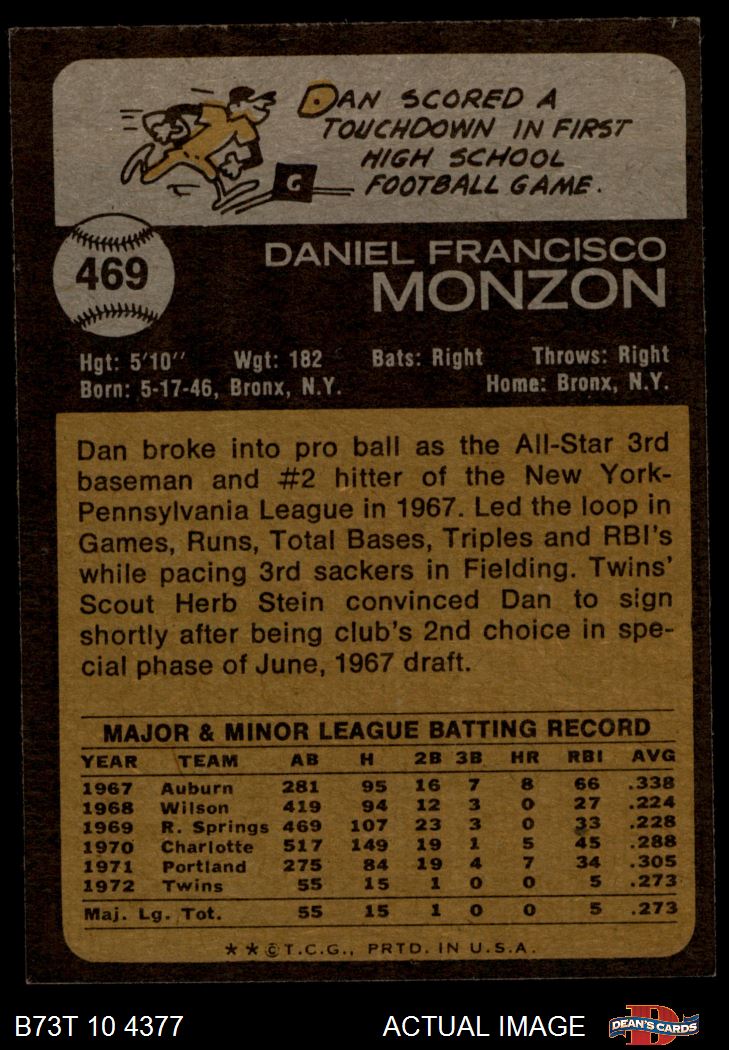 DAN SCORED A
TOUCHDOWN IN FIRST
HIGH SCHOOL
FOOTBALL GAME.
G
469
DANIEL FRANCISCO
MONZON
Hgt: 5'10" Wgt: 182 Bats: Right Throws: Right
Born: 5-17-46, Bronx, N.Y. Home: Bronx, N.Y.
Dan broke into pro ball as the All-Star 3rd
baseman and #2 hitter of the New York-
Pennsylvania League in 1967. Led the loop in
Games, Runs, Total Bases, Triples and RBI's
while pacing 3rd sackers in Fielding. Twins'
Scout Herb Stein convinced Dan to sign
shortly after being club's 2nd choice in spe-
cial phase of June, 1967 draft.
MAJOR & MINOR LEAGUE BATTING RECORD
YEAR TEAM AB H 2B 3B HR RBI AVG
1967 Auburn 281 95 16 7 8 66 .338
1968 Wilson 419 94 12 3 0 27 .224
1969 R. Springs 469 107 23 3 0 33 .228
1970 Charlotte 517 149 19 1 5 45 .288
1971 Portland 275 84 19 4 7 34 .305
1972 Twins 55 15 1 0 0 5 .273
Maj. Lg. Tot. 55 15 1 0 0 5 .273
★★©T.C.G., PRTD. IN U.S.A.
B73T 10 4377 ACTUAL IMAGE D DEAN'S CARDS